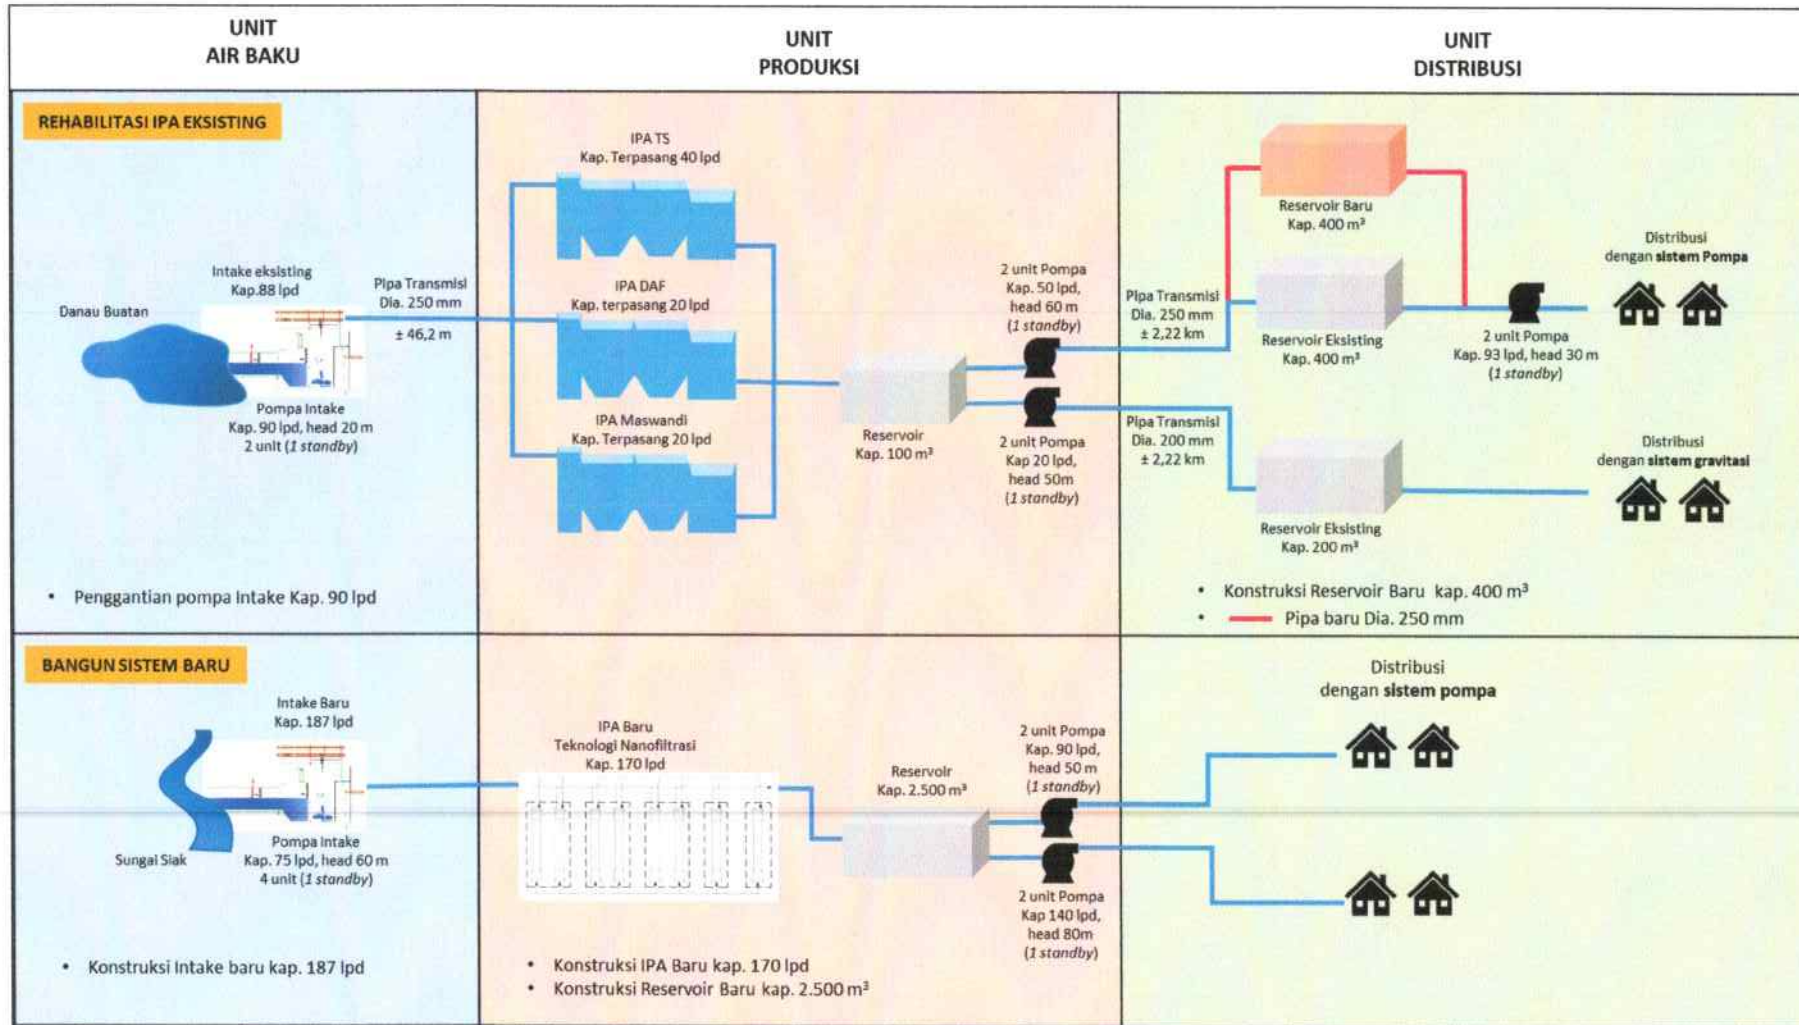 UNIT
AIR BAKU
UNIT
PRODUKSI
UNIT
DISTRIBUSI
REHABILITASI IPA EKSISTING
Danau Buatan
Intake eksisting
Kap.88 lpd
Pompa Intake
Kap. 90 lpd, head 20 m
2 unit (1 standby)
Pipa Transmisi
Dia. 250 mm
± 46,2 m
• Penggantian pompa Intake Kap. 90 lpd
IPA TS
Kap. Terpasang 40 lpd
IPA DAF
Kap. terpasang 20 lpd
IPA Maswandi
Kap. Terpasang 20 lpd
Reservoir
Kap. 100 m³
2 unit Pompa
Kap. 50 lpd,
head 60 m
(1 standby)
2 unit Pompa
Kap 20 lpd,
head 50m
(1 standby)
Pipa Transmisi
Dia. 250 mm
± 2,22 km
Pipa Transmisi
Dia. 200 mm
± 2,22 km
Reservoir Baru
Kap. 400 m³
Reservoir Eksisting
Kap. 400 m³
2 unit Pompa
Kap. 93 lpd, head 30 m
(1 standby)
Distribusi
dengan sistem Pompa
Reservoir Eksisting
Kap. 200 m³
Distribusi
dengan sistem gravitasi
• Konstruksi Reservoir Baru kap. 400 m³
• Pipa baru Dia. 250 mm
BANGUN SISTEM BARU
Intake Baru
Kap. 187 lpd
Sungai Siak
Pompa Intake
Kap. 75 lpd, head 60 m
4 unit (1 standby)
• Konstruksi Intake baru kap. 187 lpd
IPA Baru
Teknologi Nanofiltrasi
Kap. 170 lpd
Reservoir
Kap. 2.500 m³
2 unit Pompa
Kap. 90 lpd,
head 50 m
(1 standby)
2 unit Pompa
Kap 140 lpd,
head 80m
(1 standby)
• Konstruksi IPA Baru kap. 170 lpd
• Konstruksi Reservoir Baru kap. 2.500 m³
Distribusi
dengan sistem pompa